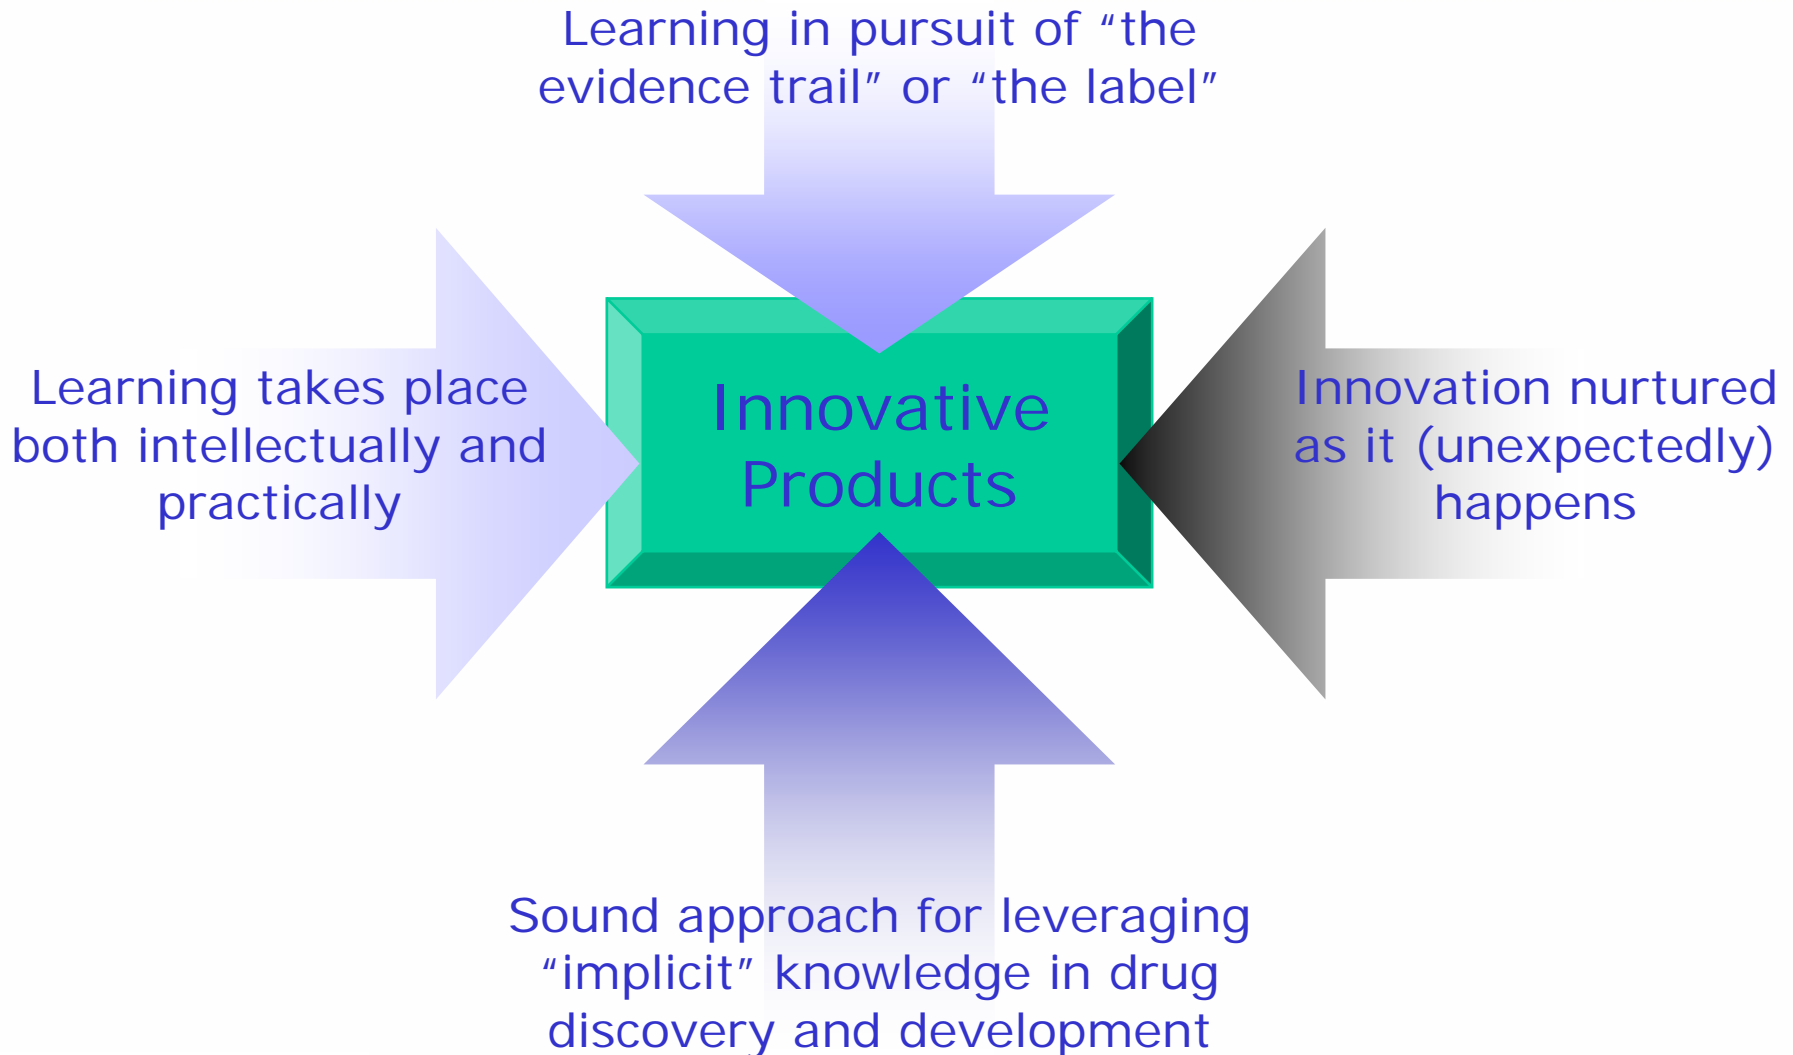 Learning in pursuit of “the
evidence trail” or “the label”
Learning takes place
both intellectually and
practically
Innovative
Products
Innovation nurtured
as it (unexpectedly)
happens
Sound approach for leveraging
“implicit” knowledge in drug
discovery and development